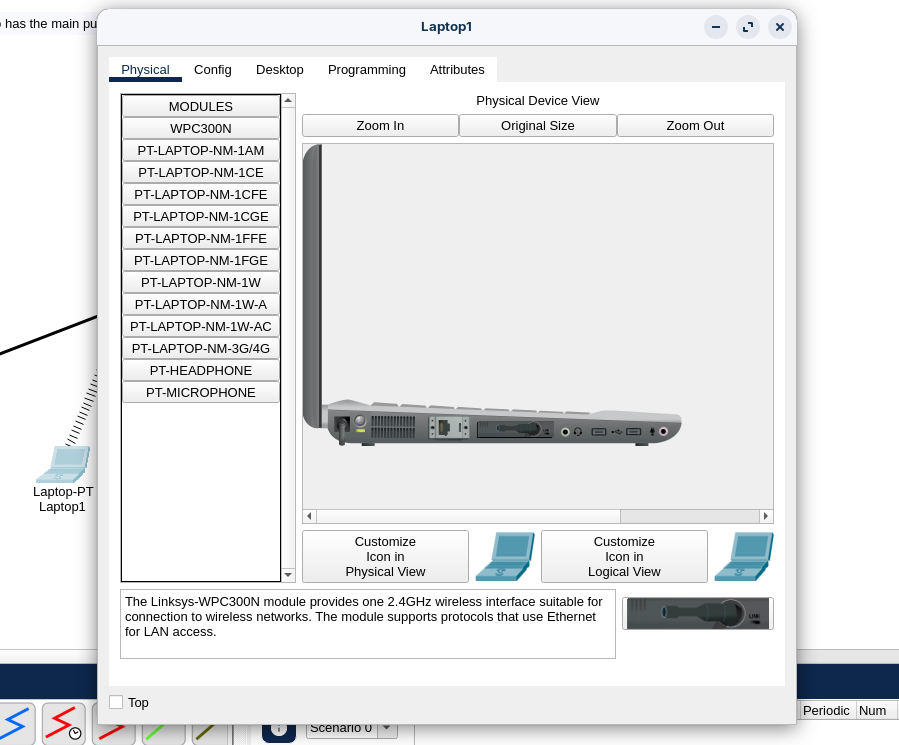 has the main pu
Laptop1
Physical
Config
Desktop
Programming
Attributes
MODULES
WPC300N
PT-LAPTOP-NM-1AM
PT-LAPTOP-NM-1CE
PT-LAPTOP-NM-1CFE
PT-LAPTOP-NM-1CGE
PT-LAPTOP-NM-1FFE
PT-LAPTOP-NM-1FGE
PT-LAPTOP-NM-1W
PT-LAPTOP-NM-1W-A
PT-LAPTOP-NM-1W-AC
PT-LAPTOP-NM-3G/4G
PT-HEADPHONE
PT-MICROPHONE
Physical Device View
Zoom In
Original Size
Zoom Out
Customize
Icon in
Physical View
Customize
Icon in
Logical View
The Linksys-WPC300N module provides one 2.4GHz wireless interface suitable for
connection to wireless networks. The module supports protocols that use Ethernet
for LAN access.
LINK
Top
Laptop-PT
Laptop1
Scenario 0
Periodic
Num